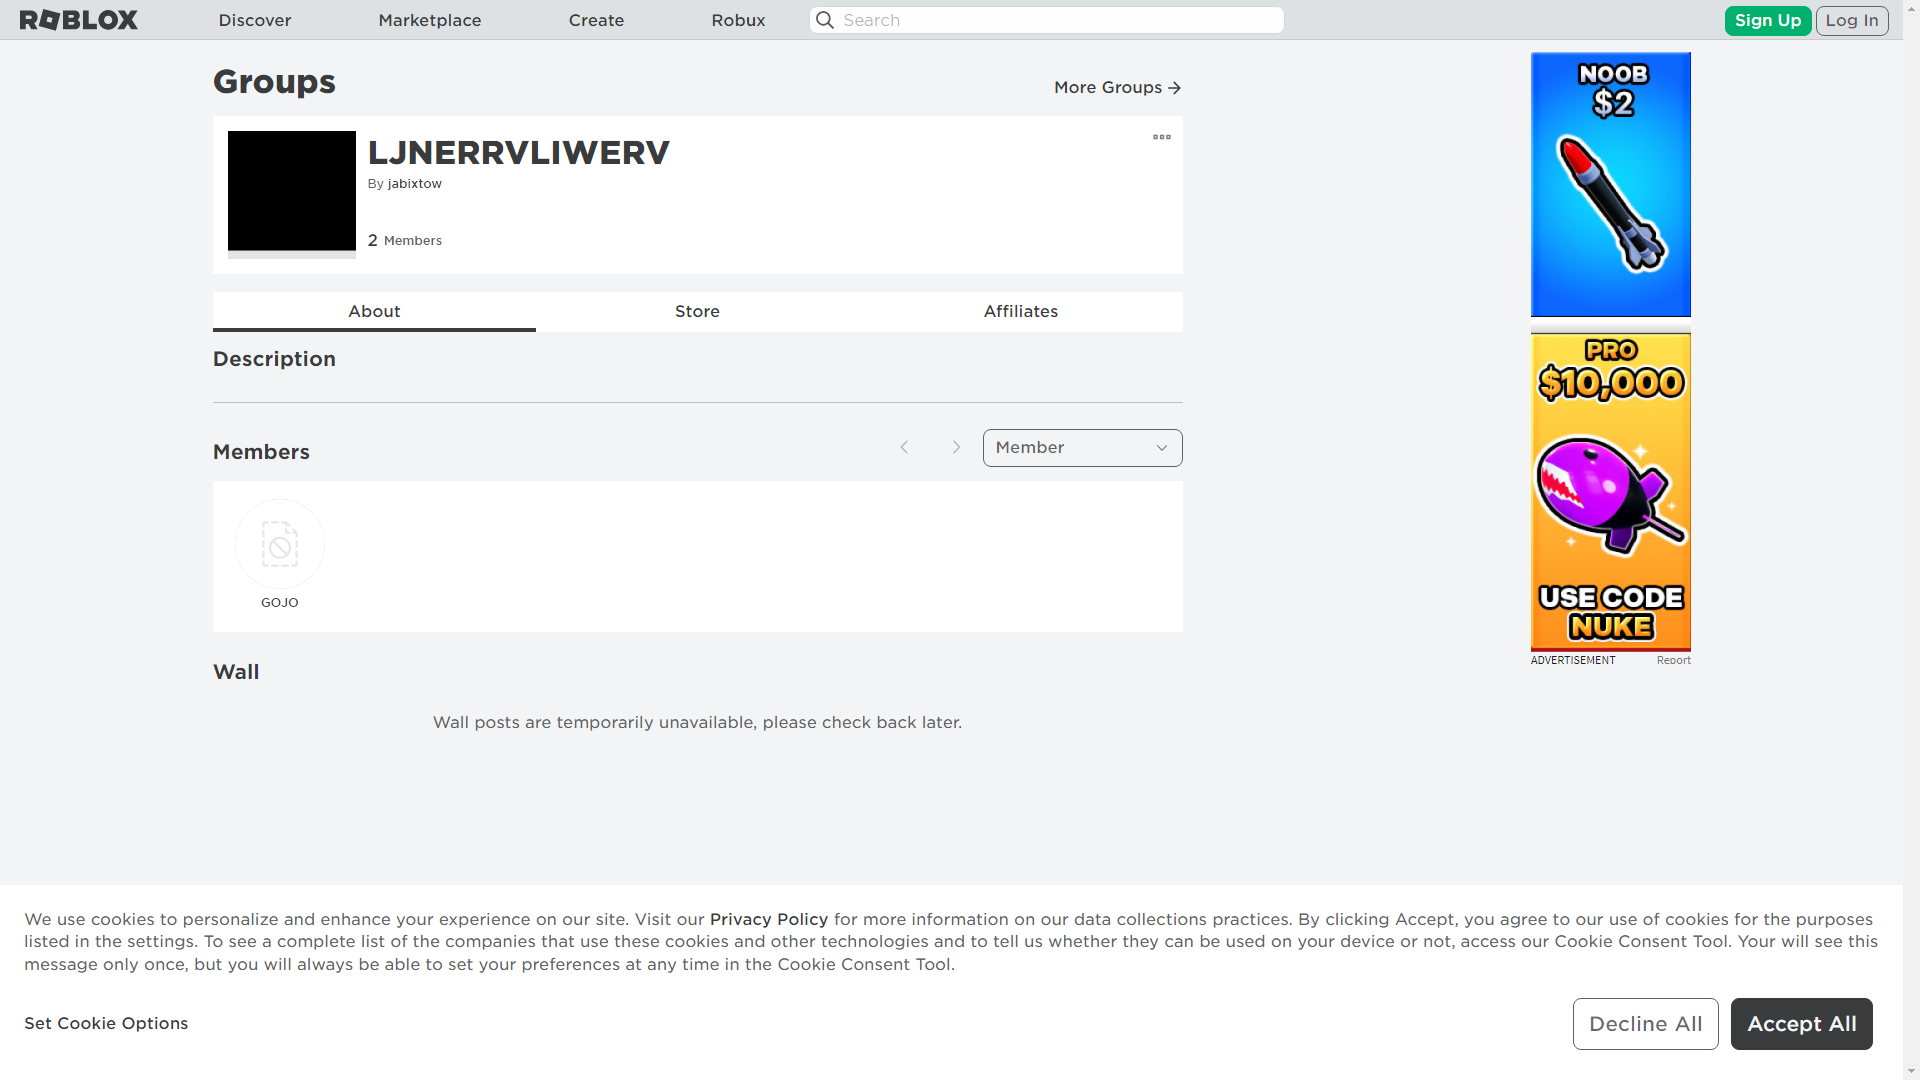 ROBLOX
Discover
Marketplace
Create
Robux
Search
Sign Up
Log In
Groups
More Groups
LJNERRVLIWERV
By jabixtow
2 Members
About
Store
Affiliates
Description
Members
Member
GOJO
Wall
Wall posts are temporarily unavailable, please check back later.
NOOB
$2
PRO
$10,000
USE CODE
NUKE
ADVERTISEMENT
Report
We use cookies to personalize and enhance your experience on our site. Visit our Privacy Policy for more information on our data collections practices. By clicking Accept, you agree to our use of cookies for the purposes
listed in the settings. To see a complete list of the companies that use these cookies and other technologies and to tell us whether they can be used on your device or not, access our Cookie Consent Tool. Your will see this
message only once, but you will always be able to set your preferences at any time in the Cookie Consent Tool.
Set Cookie Options
Decline All
Accept All